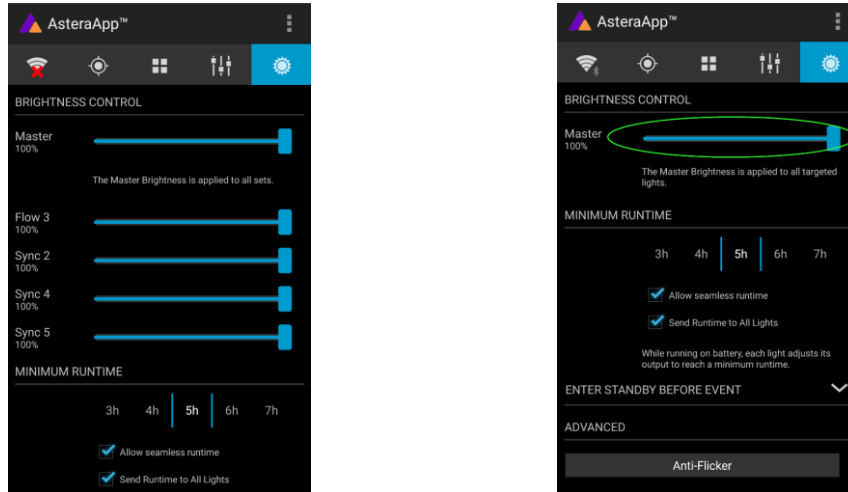 AsteraApp™
BRIGHTNESS CONTROL
Master
100%
The Master Brightness is applied to all sets.
Flow 3
100%
Sync 2
100%
Sync 4
100%
Sync 5
100%
MINIMUM RUNTIME
3h 4h 5h 6h 7h
Allow seamless runtime
Send Runtime to All Lights
AsteraApp™
BRIGHTNESS CONTROL
Master
100%
The Master Brightness is applied to all targeted
lights.
MINIMUM RUNTIME
3h 4h 5h 6h 7h
Allow seamless runtime
Send Runtime to All Lights
While running on battery, each light adjusts its
output to reach a minimum runtime.
ENTER STANDBY BEFORE EVENT
ADVANCED
Anti-Flicker